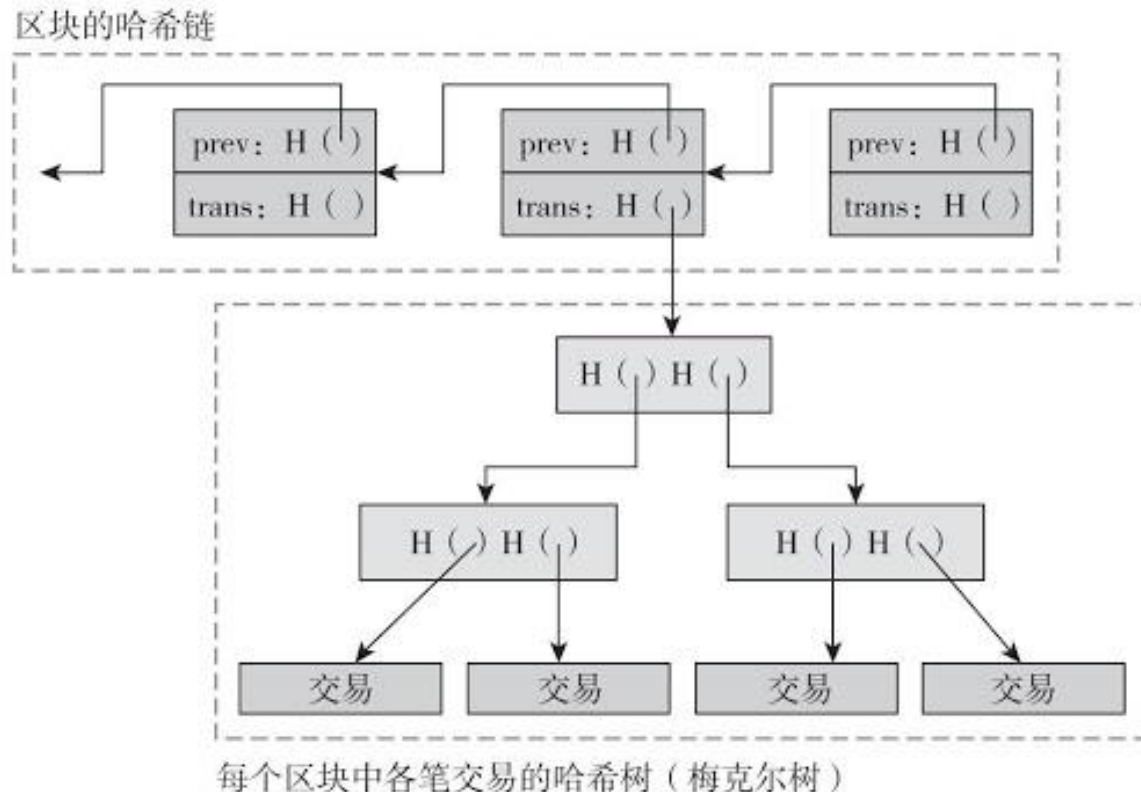 区块的哈希链
prev: H ( ) prev: H ( ) prev: H ( )
trans: H ( ) trans: H ( ) trans: H ( )
H ( ) H ( )
H ( ) H ( ) H ( ) H ( )
交易 交易 交易 交易
每个区块中各笔交易的哈希树（梅克尔树）